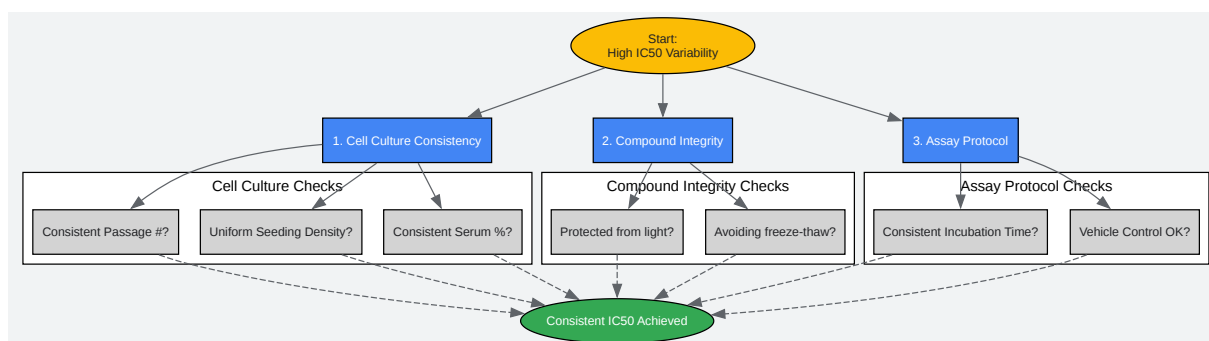 Start:
High IC50 Variability
1. Cell Culture Consistency
2. Compound Integrity
3. Assay Protocol
Cell Culture Checks
Compound Integrity Checks
Assay Protocol Checks
Consistent Passage #?
Uniform Seeding Density?
Consistent Serum %?
Protected from light?
Avoiding freeze-thaw?
Consistent Incubation Time?
Vehicle Control OK?
Consistent IC50 Achieved